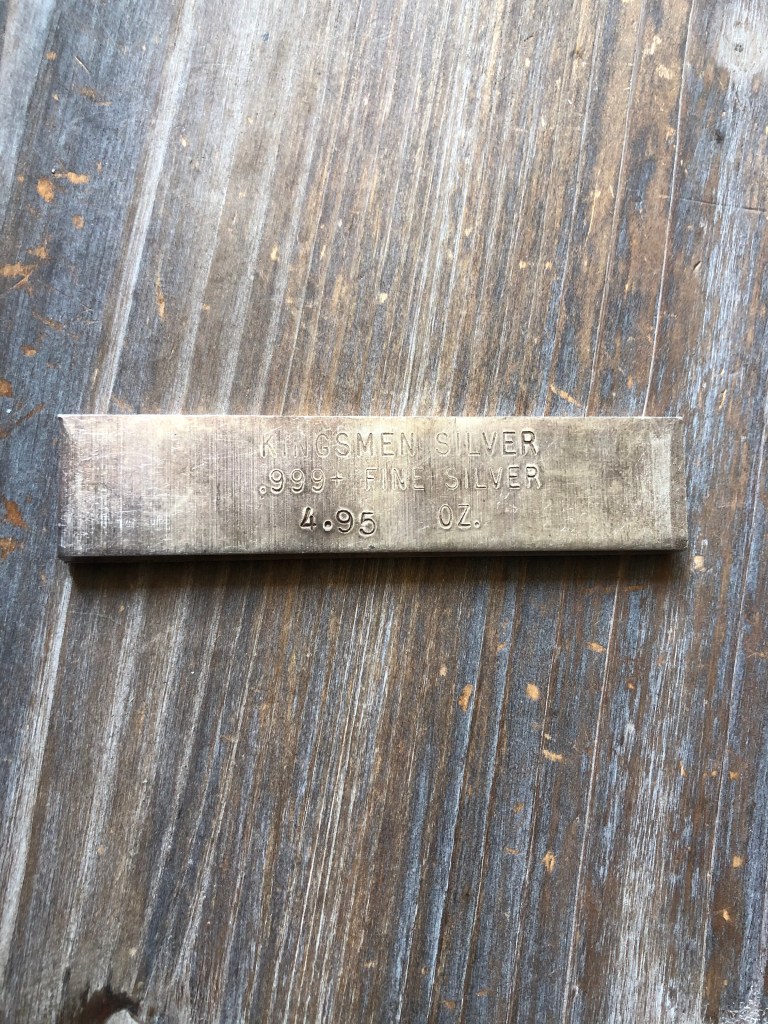 KINGSMEN SILVER
.999+ FINE SILVER
4.95 OZ.